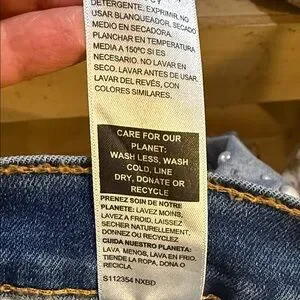 DETERGENTE, EXPRIMIR.NO
USAR BLANQUEADOR, SECADO
MEDIO EN SECADORA.
PLANCHAR EN TEMPERATURA
MEDIA A 150ºC SI ES
NECESARIO. NO LAVAR EN
SECO. LAVAR ANTES DE USAR.
LAVAR DEL REVÉS, CON
COLORES SIMILARES.
CARE FOR OUR
PLANET:
WASH LESS, WASH
COLD, LINE
DRY, DONATE OR
RECYCLE
PRENEZ SOIN DE NOTRE
PLANETE: LAVEZ MOINS,
LAVEZ A FROID, LAISSEZ
SECHER NATURELLEMENT,
DONNEZ OU RECYCLEZ
CUIDA NUESTRO PLANETA:
LAVA, MENOS, LAVA EN FRIO,
TIENDE LA ROPA, DONA O
RECICLA
S112354 NXBD